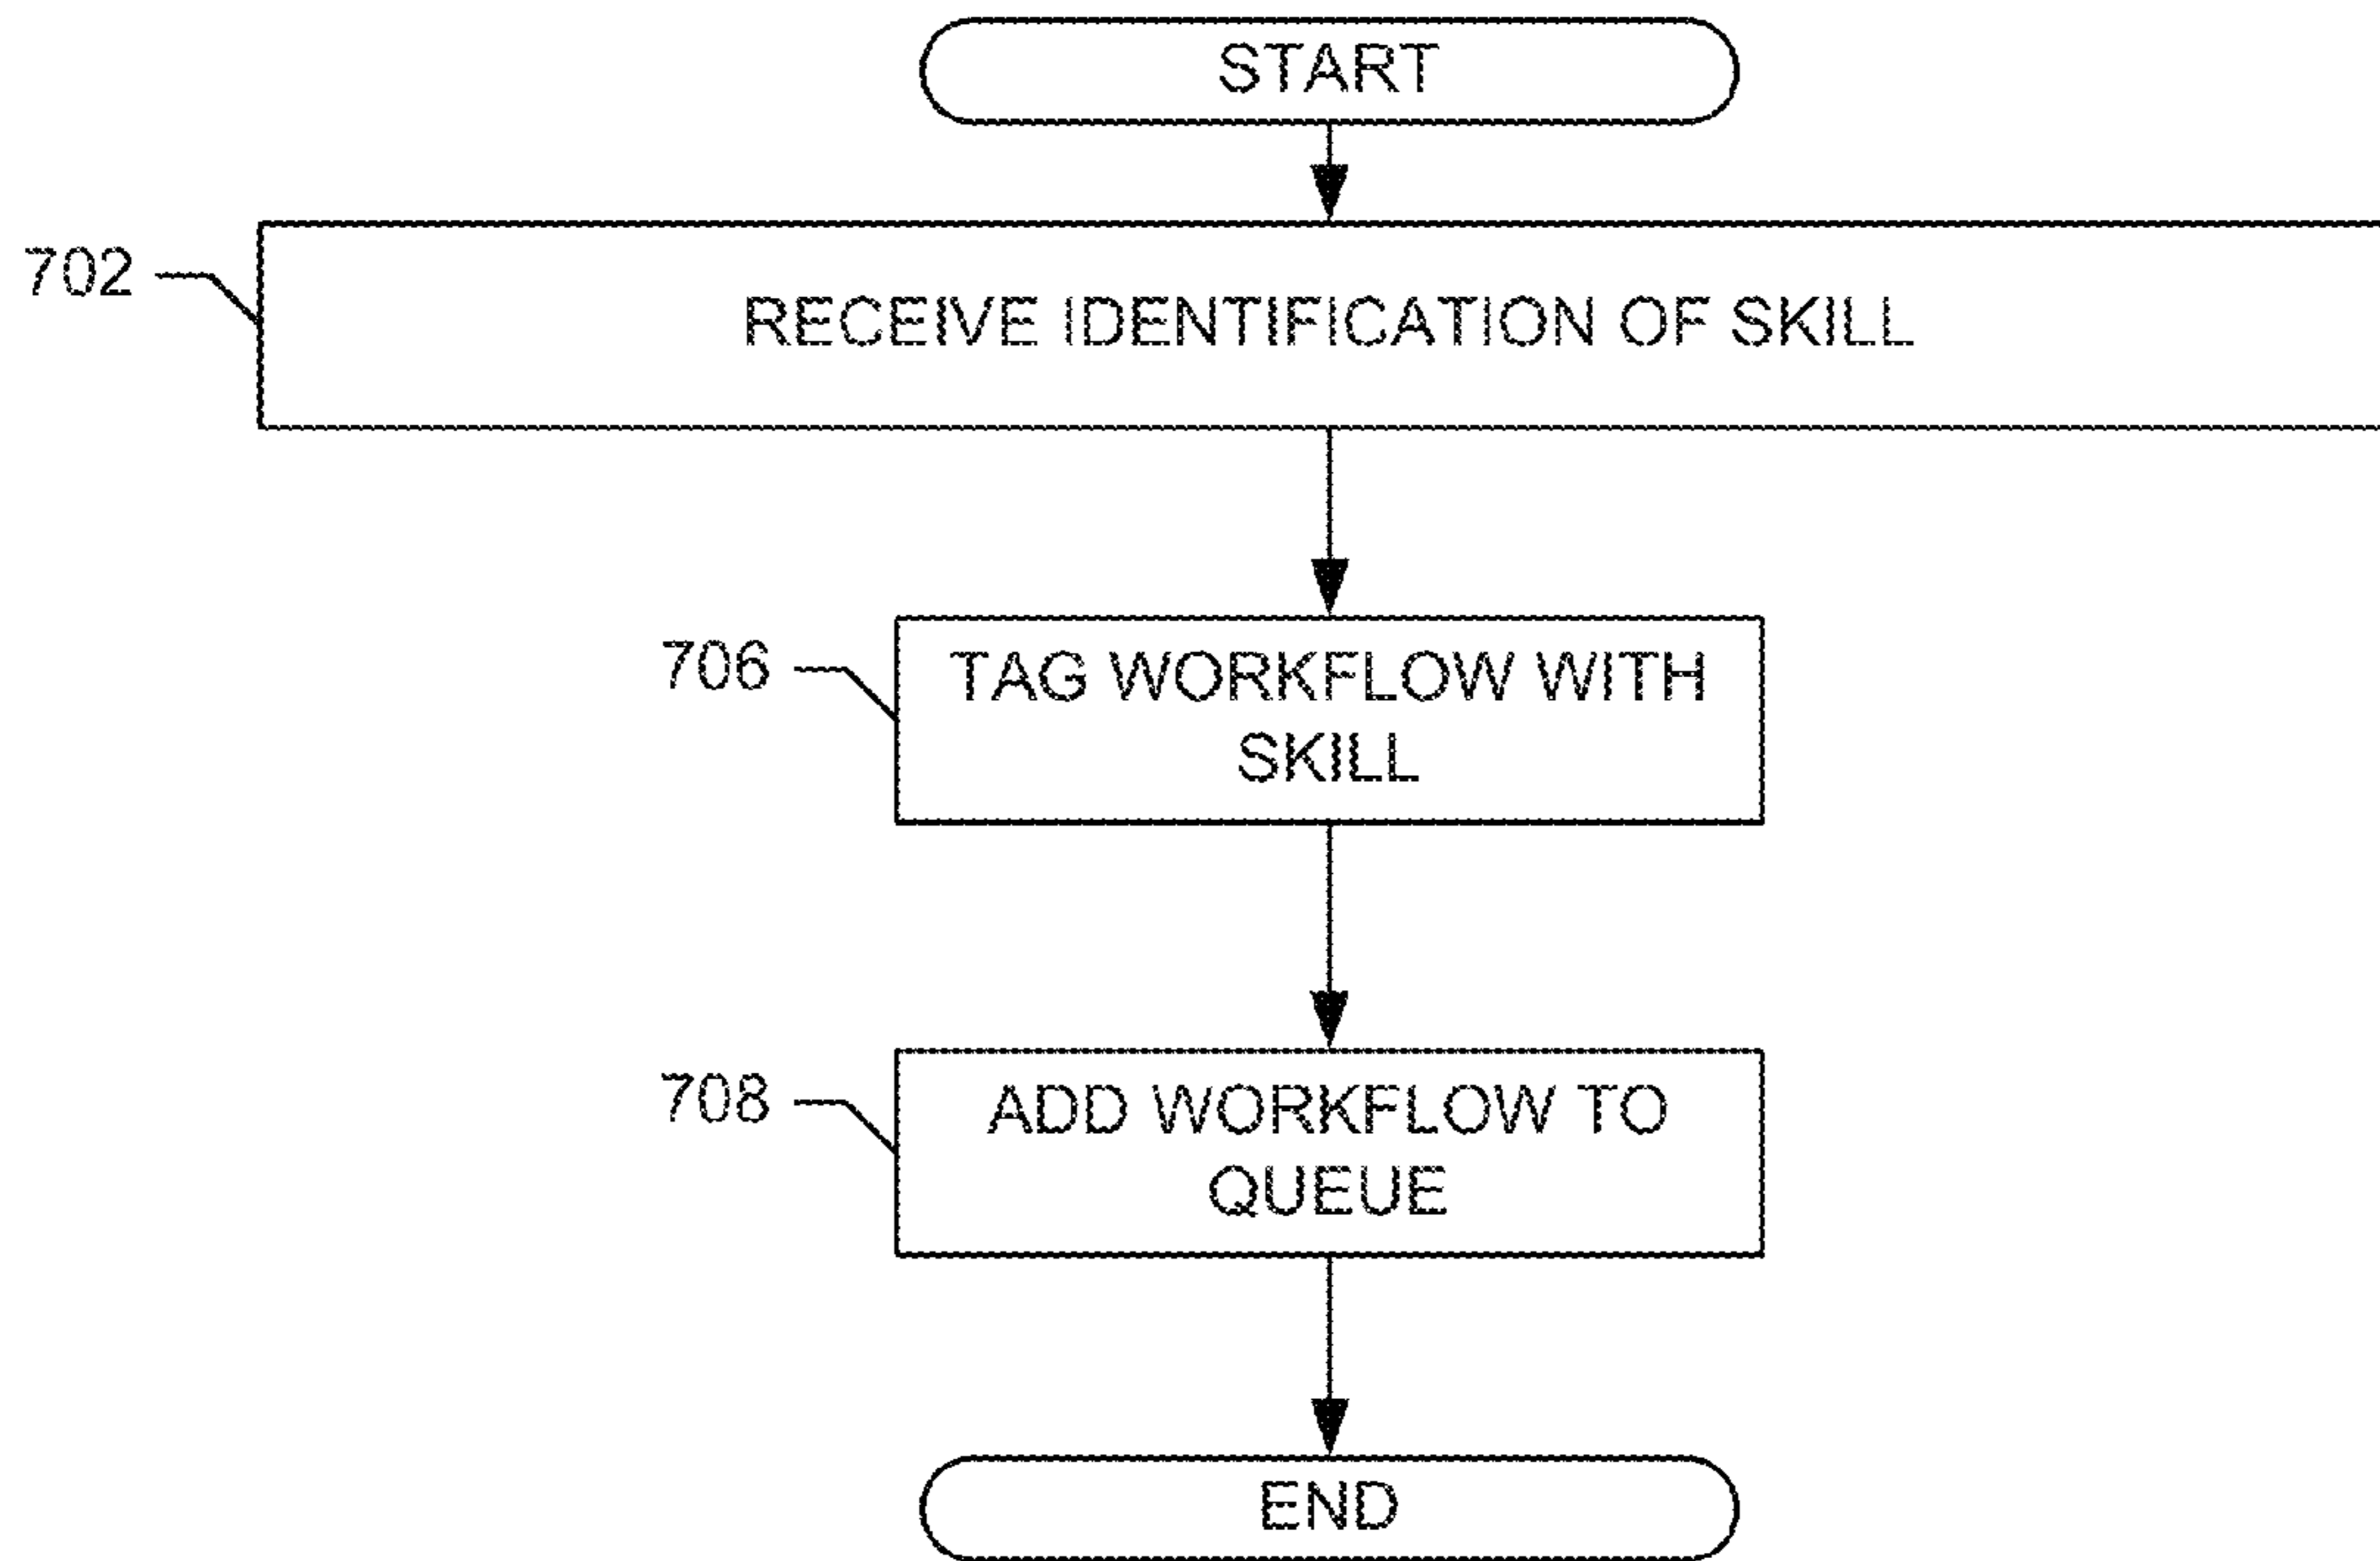 START
702
RECEIVE IDENTIFICATION OF SKILL
706
TAG WORKFLOW WITH
SKILL
708
ADD WORKFLOW TO
QUEUE
END